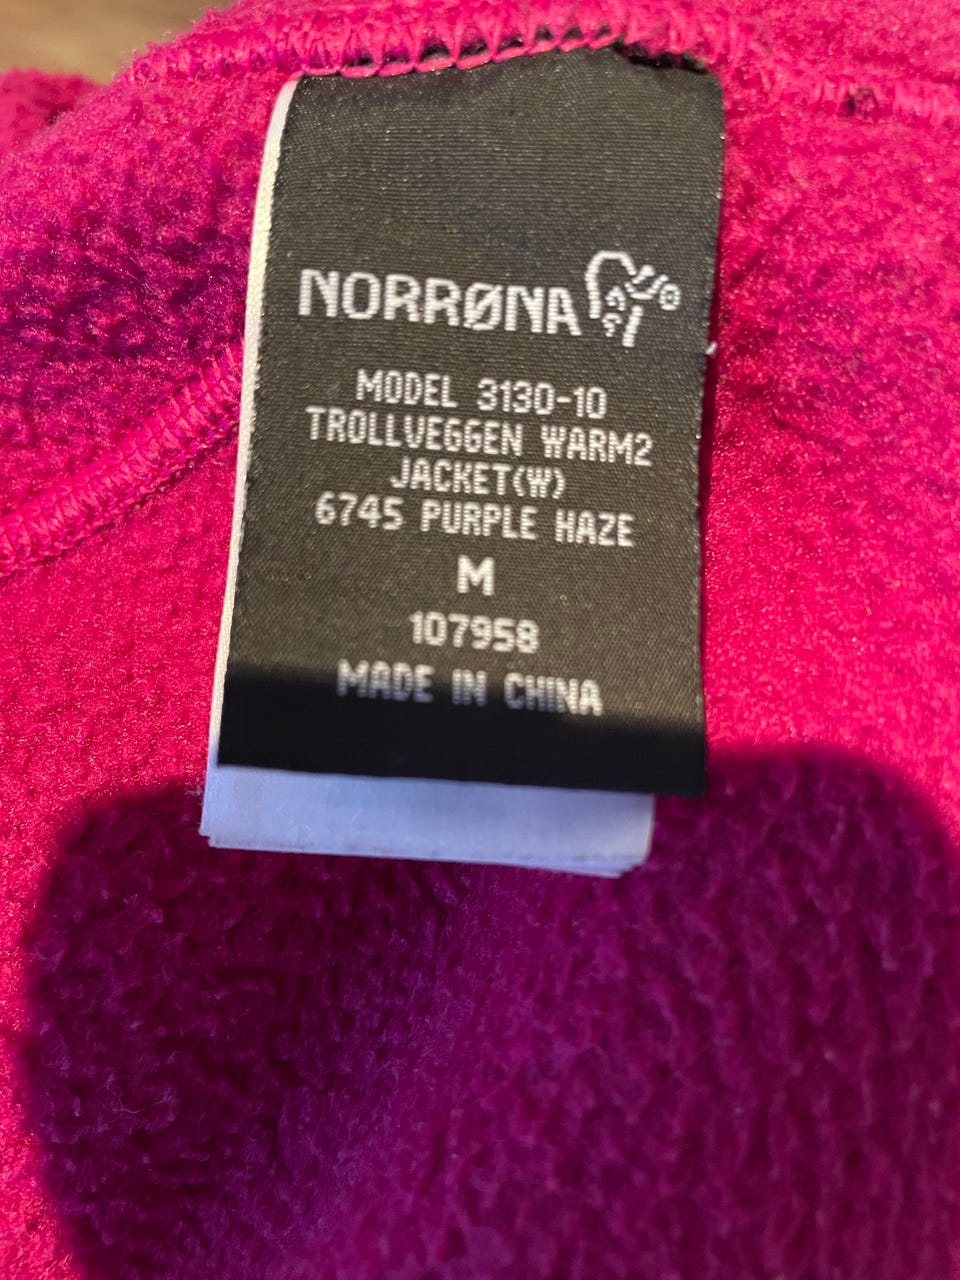 NORRØNA
MODEL 3130-10
TROLLVEGGEN WARM2
JACKET(W)
6745 PURPLE HAZE
M
107958
MADE IN CHINA